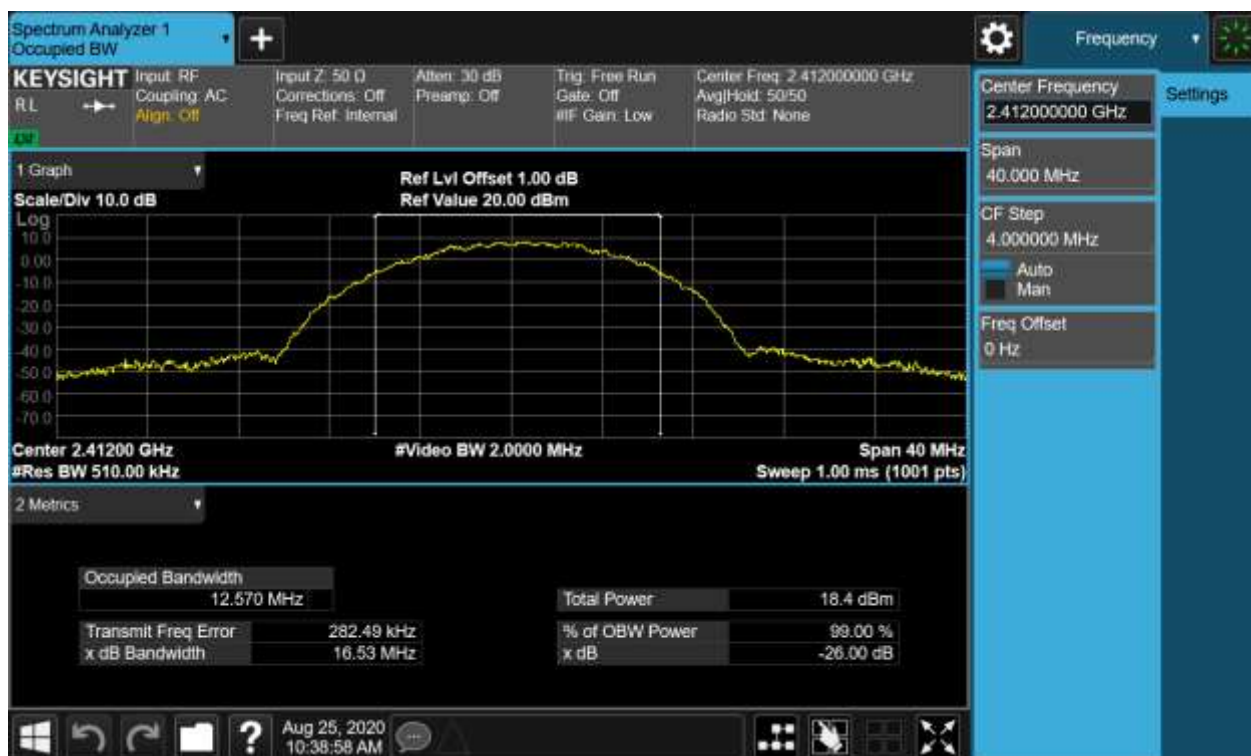 Spectrum Analyzer 1
Occupied BW
+
Frequency
KEYSIGHT Input: RF Input Z: 50 Ω Atten: 30 dB Trig: Free Run Center Freq: 2.412000000 GHz
RL Coupling: AC Corrections: Off Preamp: Off Gate: Off Avg|Hold: 50/50
Align: Off Freq Ref: Internal #IF Gain: Low Radio Std: None
Center Frequency
2.412000000 GHz
Settings
Span
40.000 MHz
CF Step
4.000000 MHz
Auto
Man
Freq Offset
0 Hz
1 Graph
Ref Lvl Offset 1.00 dB
Scale/Div 10.0 dB Ref Value 20.00 dBm
Log
10.0
0.00
-10.0
-20.0
-30.0
-40.0
-50.0
-60.0
-70.0
Center 2.41200 GHz #Video BW 2.0000 MHz Span 40 MHz
#Res BW 510.00 kHz Sweep 1.00 ms (1001 pts)
2 Metrics
Occupied Bandwidth
12.570 MHz Total Power 18.4 dBm
Transmit Freq Error 282.49 kHz % of OBW Power 99.00 %
x dB Bandwidth 16.53 MHz x dB -26.00 dB
? Aug 25, 2020
10:38:58 AM